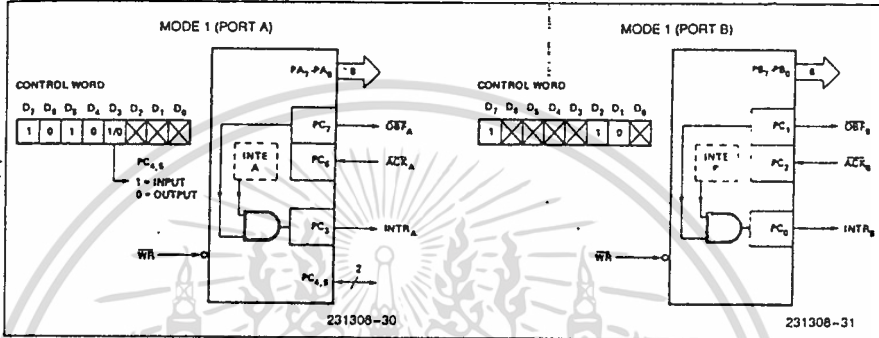 MODE 1 (PORT A)
PA7-PA0
8
CONTROL WORD
D7 D6 D5 D4 D3 D2 D1 D0
1 0 1 0 1/0
PC4,5
1 = INPUT
0 = OUTPUT
PC7
OBFA
INTE
A
PC6
ACKA
PC3
INTRA
WR
PC4,5
2
231308-30
MODE 1 (PORT B)
PB7-PB0
8
CONTROL WORD
D7 D6 D5 D4 D3 D2 D1 D0
1 1 0
PC1
OBFB
INTE
PC2
ACKB
PC0
INTRB
WR
231308-31